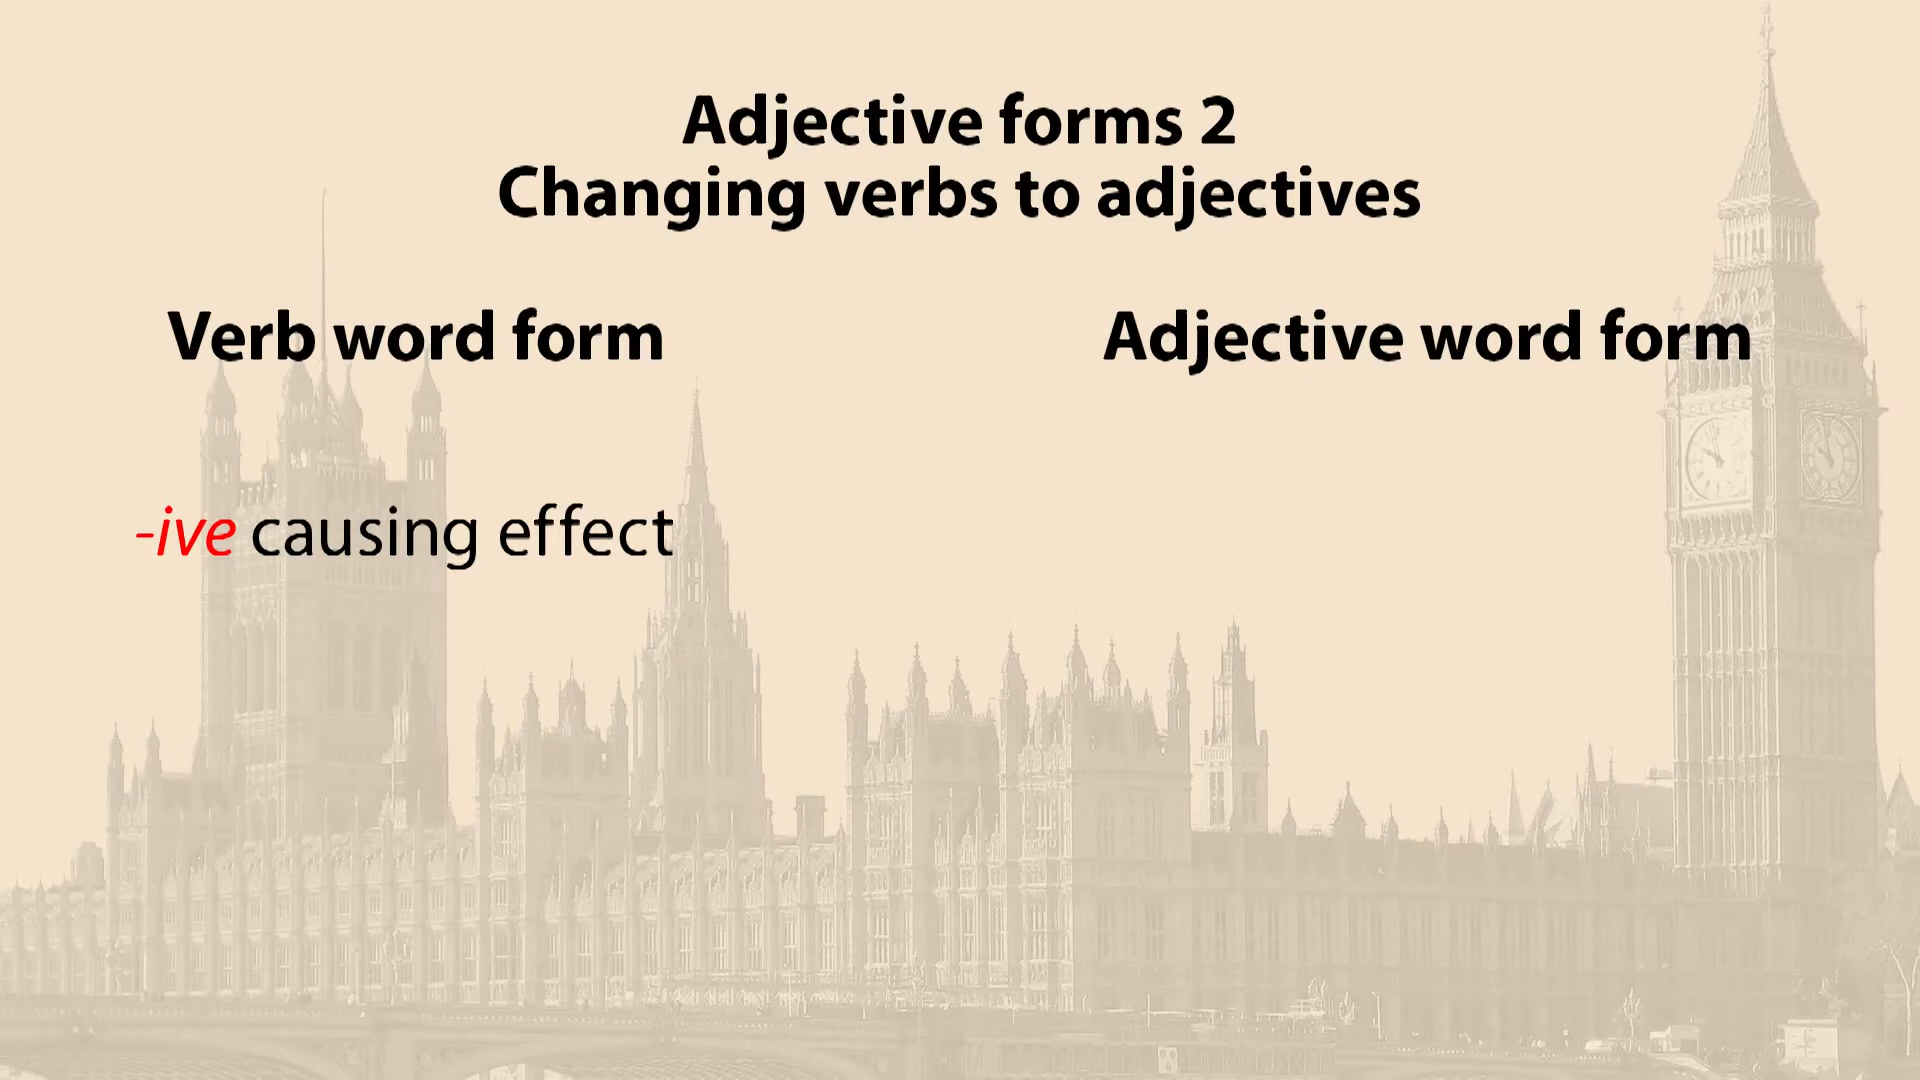 Adjective forms 2
Changing verbs to adjectives
Verb word form
Adjective word form
-ive causing effect